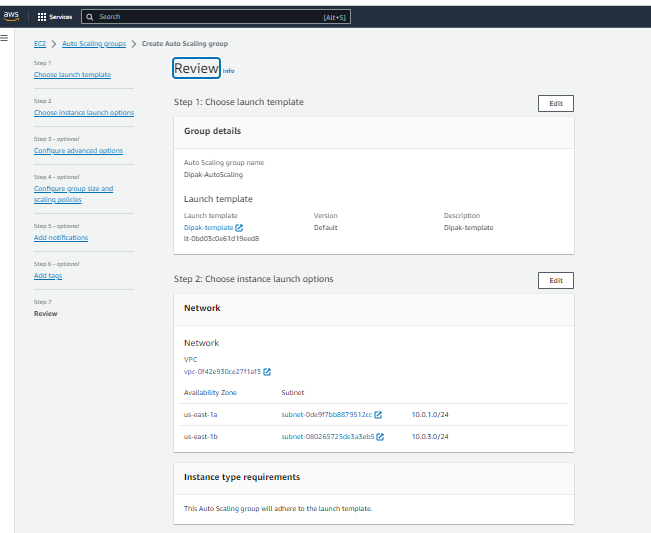 aws
Services
Search
[Alt+S]
EC2 > Auto Scaling groups > Create Auto Scaling group
Step 1
Choose launch template
Step 2
Choose instance launch options
Step 3 - optional
Configure advanced options
Step 4 - optional
Configure group size and
scaling policies
Step 5 - optional
Add notifications
Step 6 - optional
Add tags
Step 7
Review
Review Info
Step 1: Choose launch template
Edit
Group details
Auto Scaling group name
Dipak-AutoScaling
Launch template
Launch template Version Description
Dipak-template Default Dipak-template
lt-0bd03c0e61d19eed8
Step 2: Choose instance launch options
Edit
Network
Network
VPC
vpc-0f42e930ce27f1af3
Availability Zone Subnet
us-east-1a subnet-0de9f7bb8879512cc 10.0.1.0/24
us-east-1b subnet-080265725de3a3eb5 10.0.3.0/24
Instance type requirements
This Auto Scaling group will adhere to the launch template.